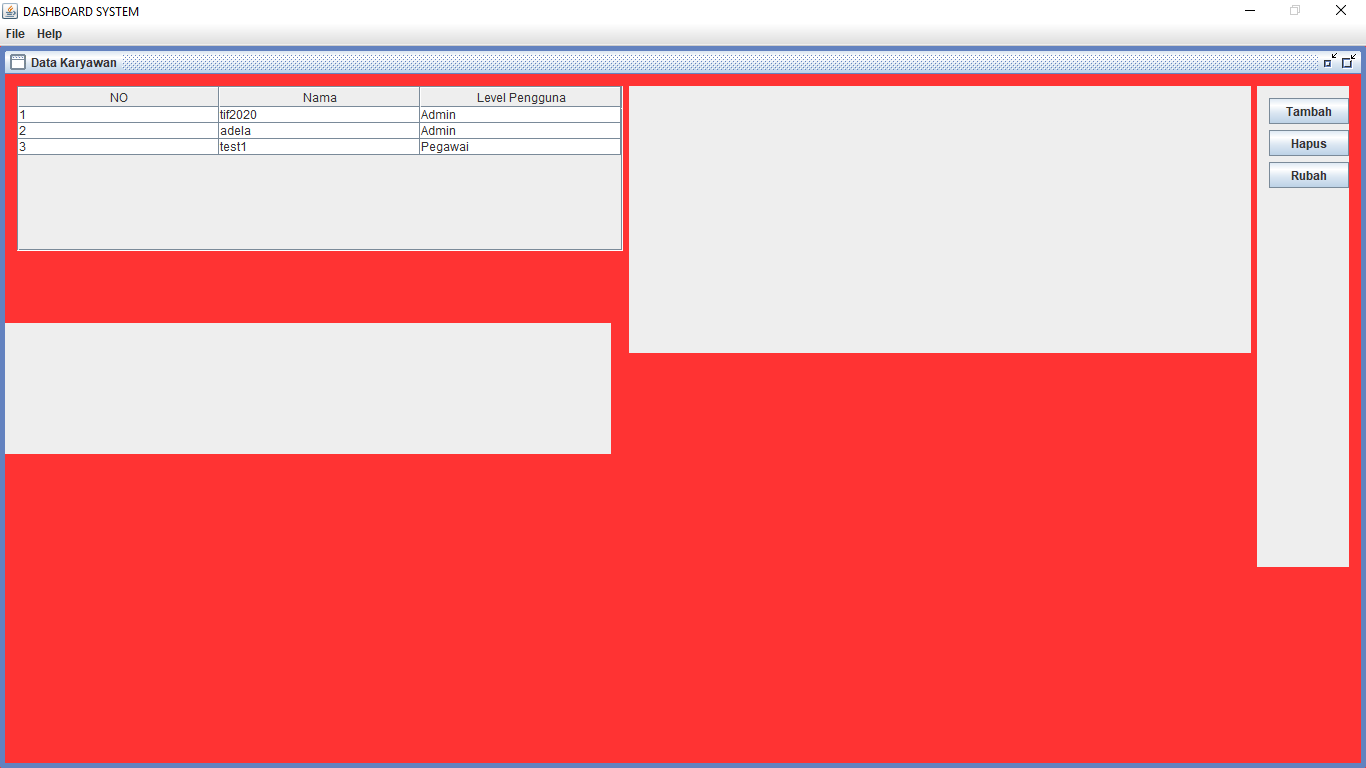 DASHBOARD SYSTEM
File Help
Data Karyawan
NO Nama Level Pengguna
1 tif2020 Admin
2 adela Admin
3 test1 Pegawai
Tambah
Hapus
Rubah